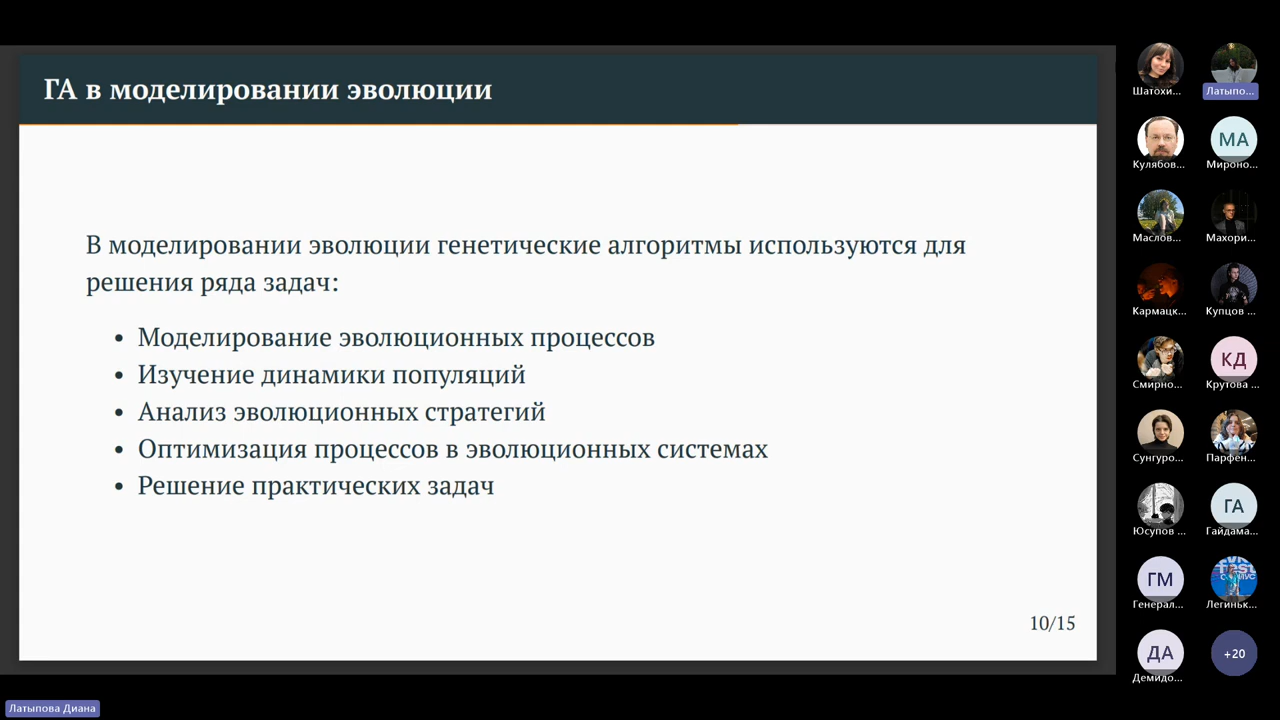 ГА в моделировании эволюции
В моделировании эволюции генетические алгоритмы используются для
решения ряда задач:
• Моделирование эволюционных процессов
• Изучение динамики популяций
• Анализ эволюционных стратегий
• Оптимизация процессов в эволюционных системах
• Решение практических задач
10/15
Шатохи...
Латыпо...
Кулябов...
МА
Мироно...
Маслов...
Махори...
Кармацк...
Купцов ...
Смирно...
КД
Крутова ...
Сунгуро...
Парфен...
Юсупов ...
ГА
Гайдама...
ГМ
Генерал...
Легиньк...
ДА
Демидо...
+20
Латыпова Диана